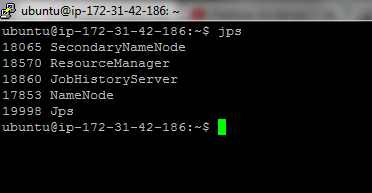 ubuntu@ip-172-31-42-186: ~
ubuntu@ip-172-31-42-186:~$ jps
18065 SecondaryNameNode
18570 ResourceManager
18860 JobHistoryServer
17853 NameNode
19998 Jps
ubuntu@ip-172-31-42-186:~$